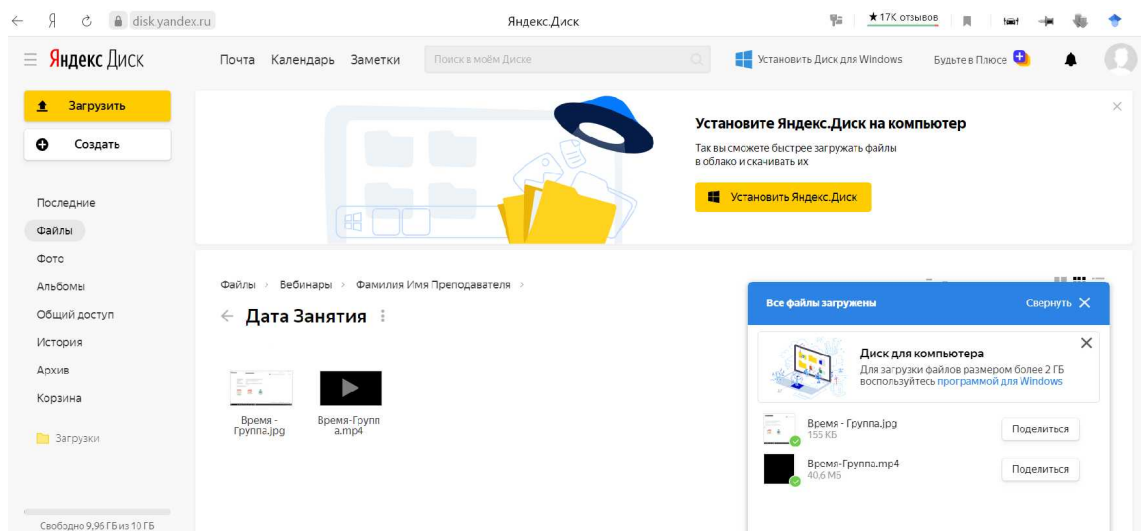 Я disk.yandex.ru Яндекс.Диск ★17К отзывов
Яндекс Диск Почта Календарь Заметки Поиск в моём Диске Установить Диск для Windows Будьте в Плюсе
Загрузить
Создать
Установите Яндекс.Диск на компьютер
Так вы сможете быстрее загружать файлы
в облако и скачивать их
Установить Яндекс.Диск
Последние
Файлы
Фото
Альбомы
Общий доступ
История
Архив
Корзина
Загрузки
Свободно 9,96 ГБ из 10 ГБ
Файлы › Вебинары › Фамилия Имя Преподавателя ›
Дата Занятия
Время -
Группа.jpg
Время-Групп
а.mp4
Все файлы загружены Свернуть
Диск для компьютера
Для загрузки файлов размером более 2 ГБ
воспользуйтесь программой для Windows
Время - Группа.jpg
155 КБ
Поделиться
Время-Группа.mp4
40,6 МБ
Поделиться